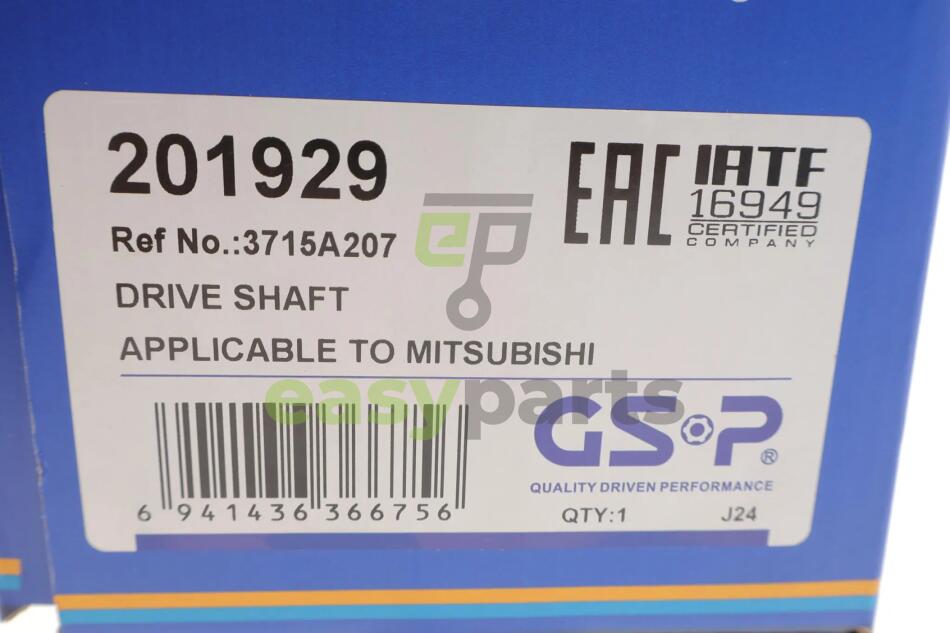 201929
Ref No.:3715A207
DRIVE SHAFT
APPLICABLE TO MITSUBISHI
EAC
IATF
16949
CERTIFIED
COMPANY
ep
easyparts
6 941436 366756
GSP®
QUALITY DRIVEN PERFORMANCE
QTY:1 J24